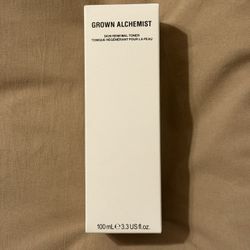 GROWN ALCHEMIST
SKIN RENEWAL TONER
TONIQUE RÉGÉNÉRANT POUR LA PEAU
100 mL ℮ 3.3 US fl oz.